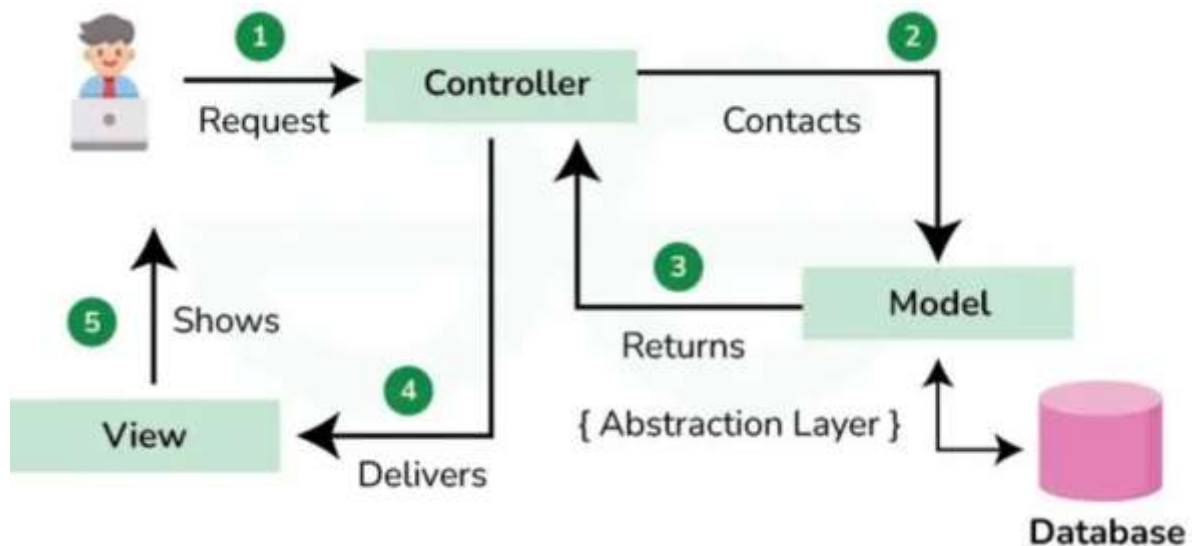 1
2
Controller
Request
Contacts
3
Model
5
Shows
Returns
4
{ Abstraction Layer }
View
Delivers
Database